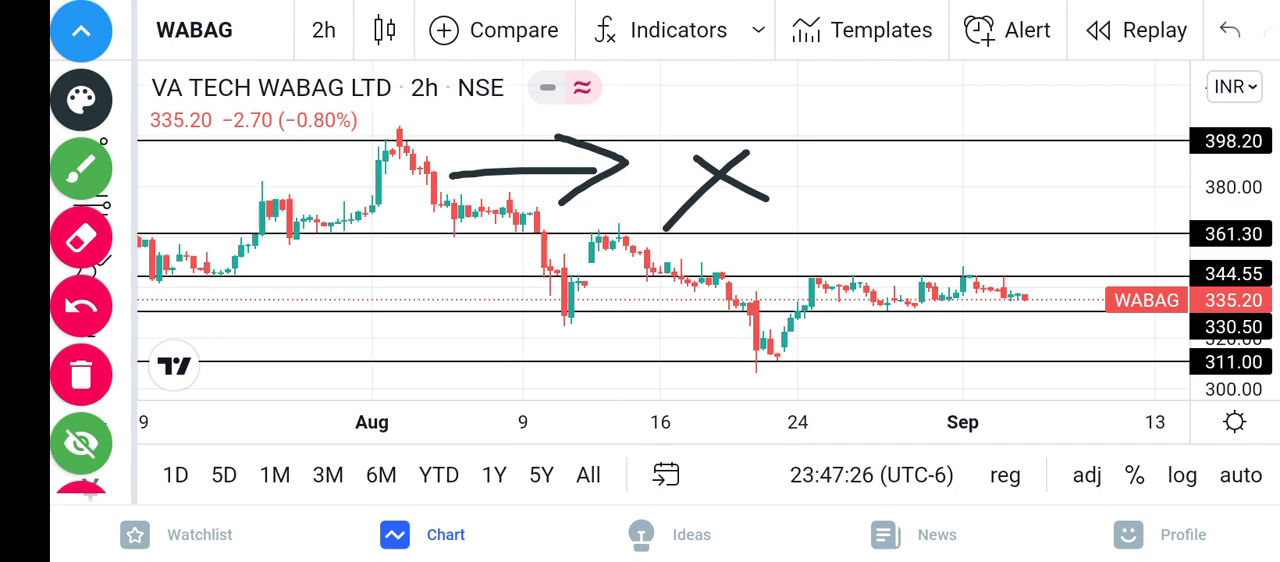 WABAG 2h Compare Indicators Templates Alert Replay
VA TECH WABAG LTD · 2h · NSE
INR
335.20 −2.70 (−0.80%)
398.20
380.00
361.30
344.55
WABAG 335.20
330.50
320.00
311.00
300.00
9 Aug 9 16 24 Sep 13
1D 5D 1M 3M 6M YTD 1Y 5Y All 23:47:26 (UTC-6) reg adj % log auto
Watchlist Chart Ideas News Profile